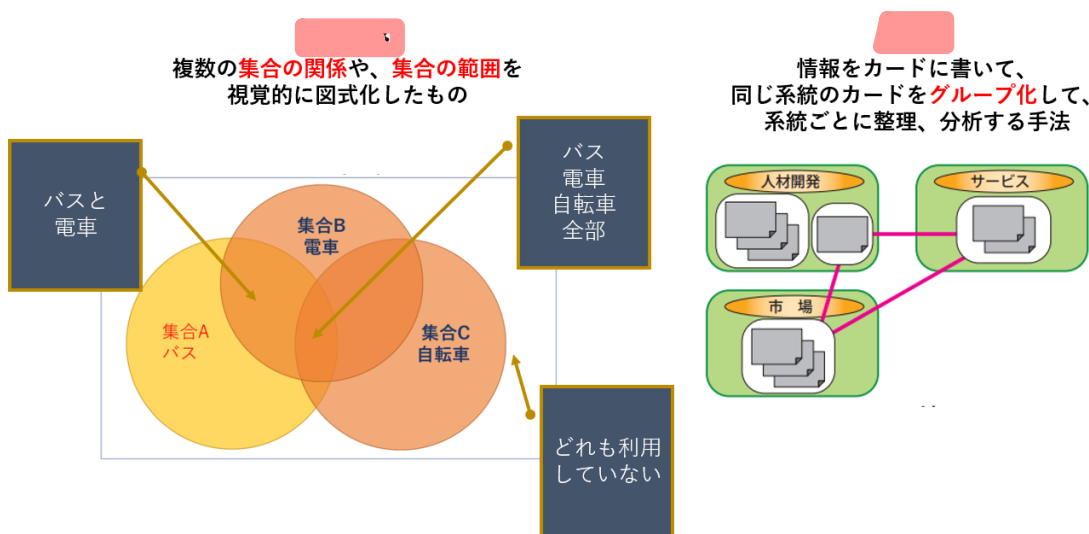 複数の集合の関係や、集合の範囲を
視覚的に図式化したもの
バスと
電車
バス
電車
自転車
全部
集合B
電車
集合A
バス
集合C
自転車
どれも利用
していない
情報をカードに書いて、
同じ系統のカードをグループ化して、
系統ごとに整理、分析する手法
人材開発
サービス
市 場